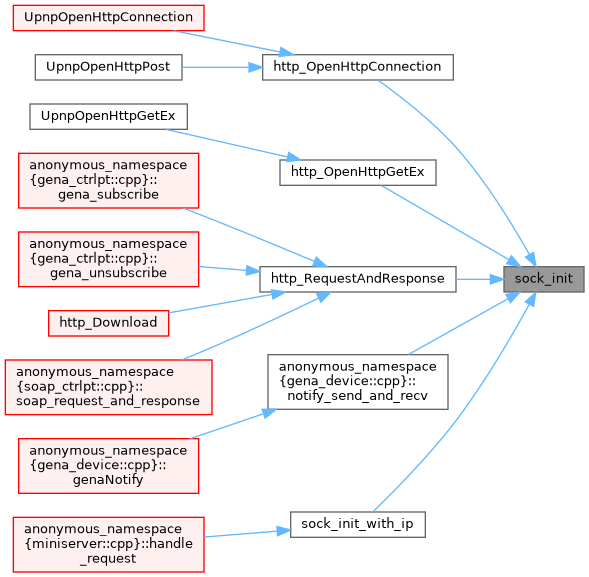 UpnpOpenHttpConnection
UpnpOpenHttpPost
http_OpenHttpConnection
UpnpOpenHttpGetEx
http_OpenHttpGetEx
anonymous_namespace
{gena_ctrlpt::cpp}::
gena_subscribe
anonymous_namespace
{gena_ctrlpt::cpp}::
gena_unsubscribe
http_RequestAndResponse
sock_init
http_Download
anonymous_namespace
{soap_ctrlpt::cpp}::
soap_request_and_response
anonymous_namespace
{gena_device::cpp}::
notify_send_and_recv
anonymous_namespace
{gena_device::cpp}::
genaNotify
sock_init_with_ip
anonymous_namespace
{miniserver::cpp}::handle
_request